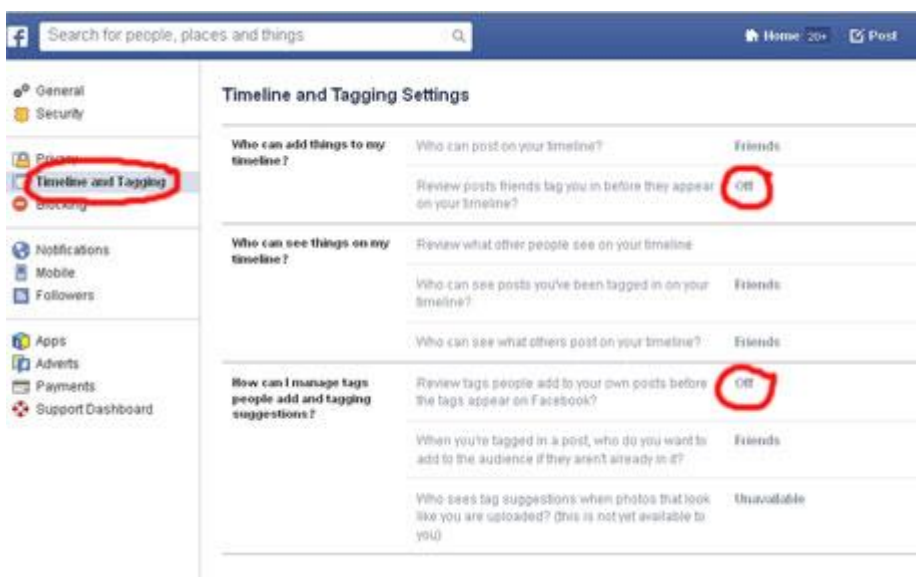 f
Search for people, places and things
Home 20+
Post
General
Security
Privacy
Timeline and Tagging
Blocking
Notifications
Mobile
Followers
Apps
Adverts
Payments
Support Dashboard
Timeline and Tagging Settings
Who can add things to my
timeline?
Who can post on your timeline?
Friends
Review posts friends tag you in before they appear
on your timeline?
Off
Who can see things on my
timeline?
Review what other people see on your timeline
Who can see posts you've been tagged in on your
timeline?
Friends
Who can see what others post on your timeline?
Friends
How can I manage tags
people add and tagging
suggestions?
Review tags people add to your own posts before
the tags appear on Facebook?
Off
When you're tagged in a post, who do you want to
add to the audience if they aren't already in it?
Friends
Who sees tag suggestions when photos that look
like you are uploaded? (this is not yet available to
you)
Unavailable